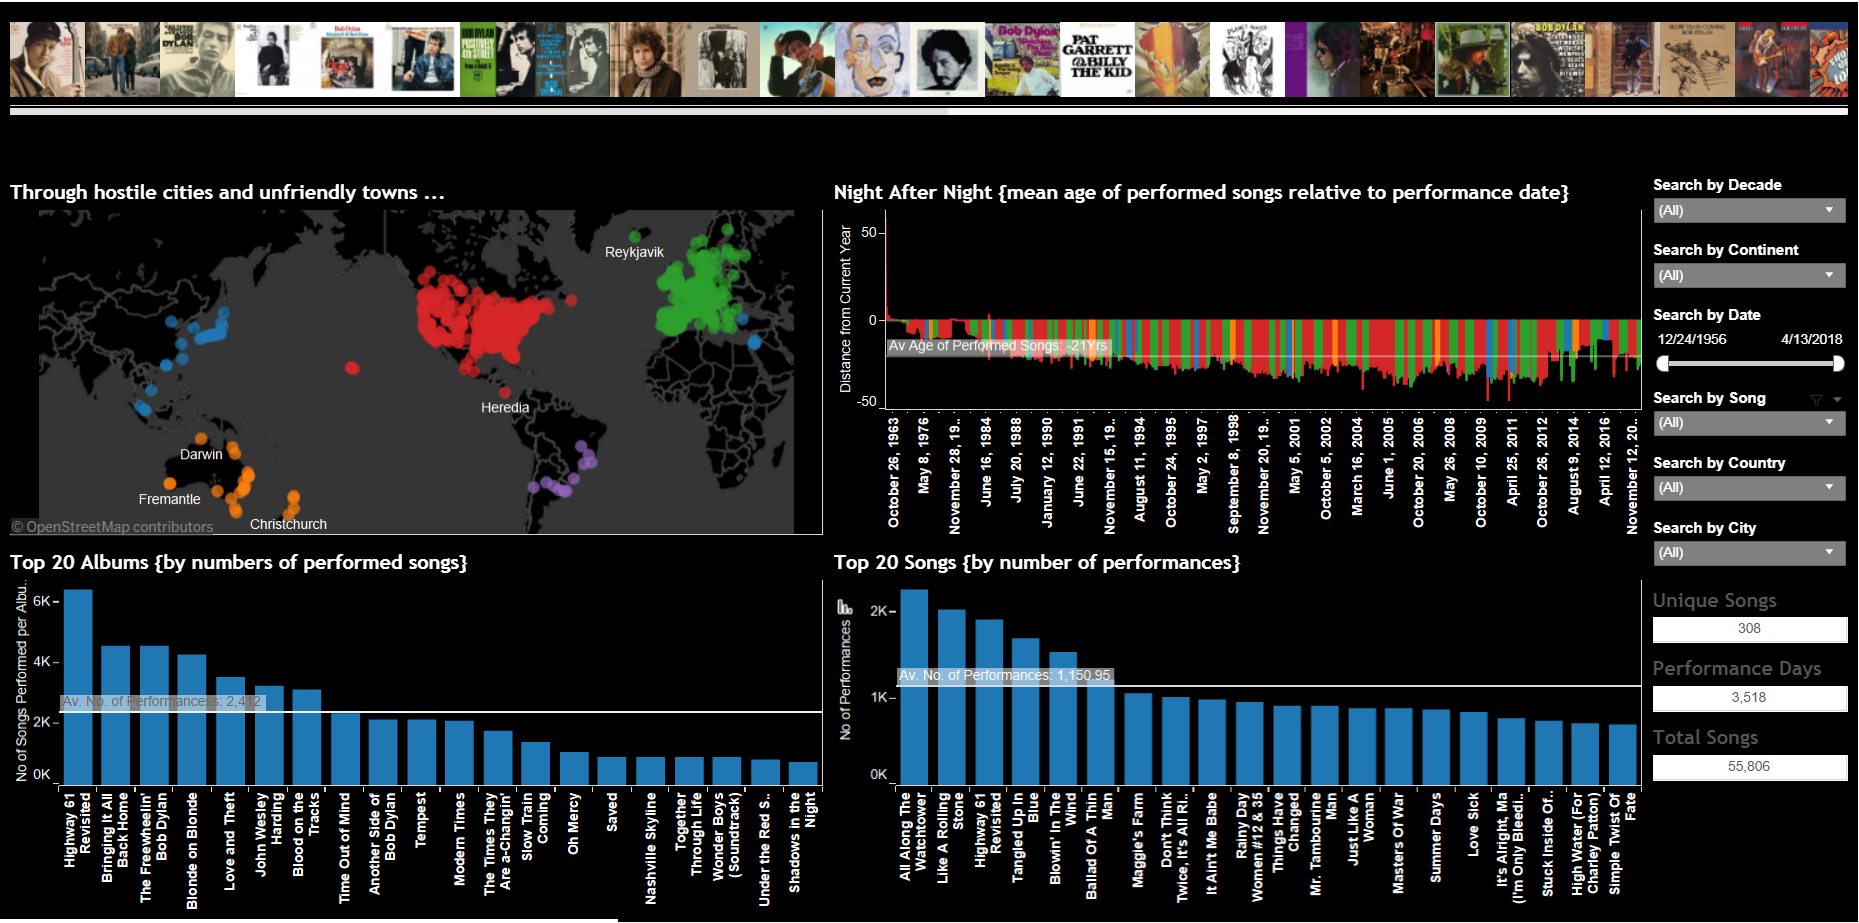 BOB DYLAN
BOB DYLAN
POSITIVELY
4th STREET
Bob Dylan
PAT
GARRETT
&BILLY
THE KID
BOB DYLAN
SLOW TRAIN COMING
BOB DYLAN
Through hostile cities and unfriendly towns ...
Reykjavik
Heredia
Darwin
Fremantle
Christchurch
© OpenStreetMap contributors
Night After Night {mean age of performed songs relative to performance date}
Distance from Current Year
50
0
-50
Av Age of Performed Songs: -21Yrs
October 26, 1963
May 8, 1976
November 28, 19..
June 16, 1984
July 20, 1988
January 12, 1990
June 22, 1991
November 15, 19..
August 11, 1994
October 24, 1995
May 2, 1997
September 8, 1998
November 20, 19..
May 5, 2001
October 5, 2002
March 16, 2004
June 1, 2005
October 20, 2006
May 26, 2008
October 10, 2009
April 25, 2011
October 26, 2012
August 9, 2014
April 12, 2016
November 12, 20..
Search by Decade
(All)
Search by Continent
(All)
Search by Date
12/24/1956 4/13/2018
Search by Song
(All)
Search by Country
(All)
Search by City
(All)
Unique Songs
308
Performance Days
3,518
Total Songs
55,806
Top 20 Albums {by numbers of performed songs}
No of Songs Performed per Albu..
6K
4K
2K
0K
Av. No. of Performancess: 2,412
Highway 61
Revisited
Bringing It All
Back Home
The Freewheelin'
Bob Dylan
Blonde on Blonde
Love and Theft
John Wesley
Harding
Blood on the
Tracks
Time Out of Mind
Another Side of
Bob Dylan
Tempest
Modern Times
The Times They
Are a-Changin'
Slow Train
Coming
Oh Mercy
Saved
Nashville Skyline
Together
Through Life
Wonder Boys
(Soundtrack)
Under the Red S..
Shadows in the
Night
Top 20 Songs {by number of performances}
No of Performances
2K
1K
0K
Av. No. of Performances: 1,150.95
All Along The
Watchtower
Like A Rolling
Stone
Highway 61
Revisited
Tangled Up In
Blue
Blowin' In The
Wind
Ballad Of A Thin
Man
Maggie's Farm
Don't Think
Twice, It's All Ri..
It Ain't Me Babe
Rainy Day
Women #12 & 35
Things Have
Changed
Mr. Tambourine
Man
Just Like A
Woman
Masters Of War
Summer Days
Love Sick
It's Alright, Ma
(I'm Only Bleedi..
Stuck Inside Of..
High Water (For
Charley Patton)
Simple Twist Of
Fate